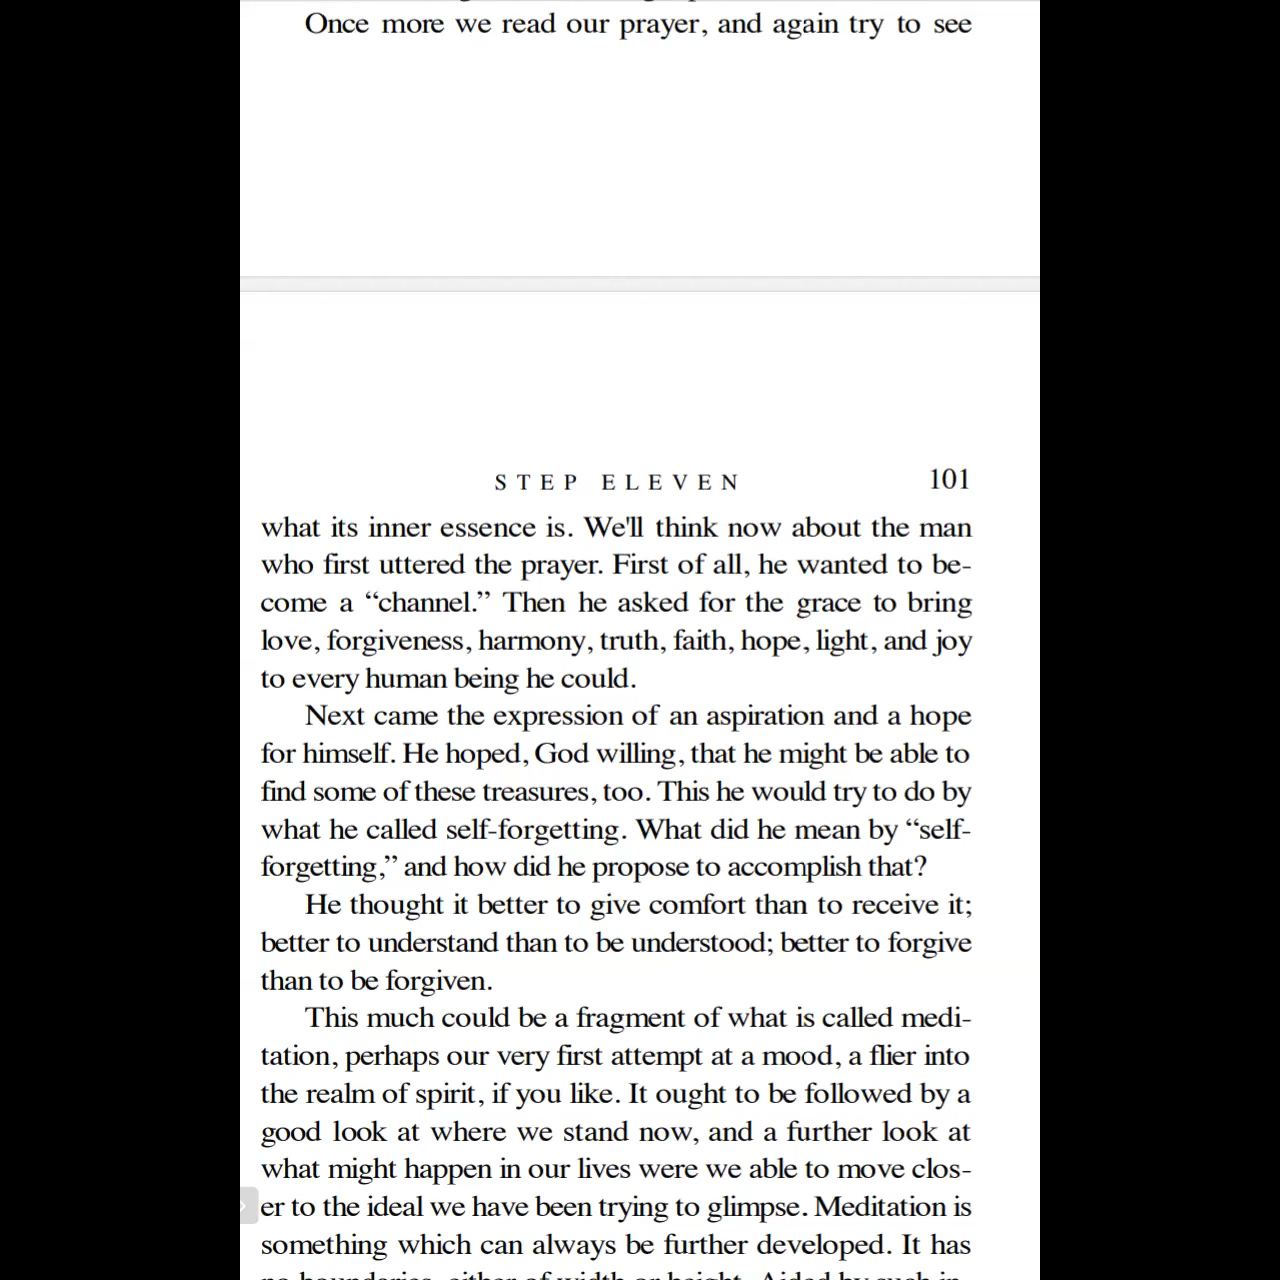 Once more we read our prayer, and again try to see
STEP ELEVEN 101
what its inner essence is. We'll think now about the man
who first uttered the prayer. First of all, he wanted to be-
come a “channel.” Then he asked for the grace to bring
love, forgiveness, harmony, truth, faith, hope, light, and joy
to every human being he could.
Next came the expression of an aspiration and a hope
for himself. He hoped, God willing, that he might be able to
find some of these treasures, too. This he would try to do by
what he called self-forgetting. What did he mean by “self-
forgetting,” and how did he propose to accomplish that?
He thought it better to give comfort than to receive it;
better to understand than to be understood; better to forgive
than to be forgiven.
This much could be a fragment of what is called medi-
tation, perhaps our very first attempt at a mood, a flier into
the realm of spirit, if you like. It ought to be followed by a
good look at where we stand now, and a further look at
what might happen in our lives were we able to move clos-
er to the ideal we have been trying to glimpse. Meditation is
something which can always be further developed. It has
no boundaries, either of width or height. Aided by such in-